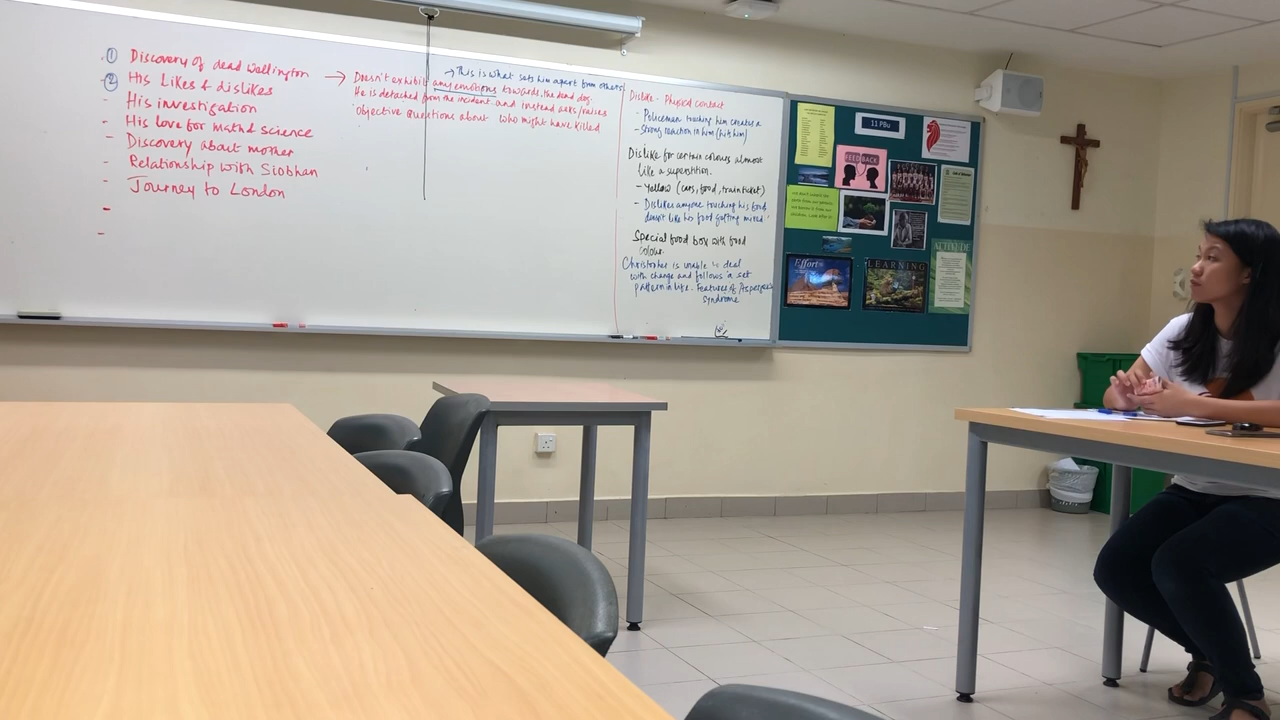 ① Discovery of dead Wellington
② His Likes & dislikes
- His investigation
- His love for math & science
- Discovery about mother
- Relationship with Siobhan
- Journey to London
→ This is what sets him apart from others
→ Doesn't exhibit any emotions towards the dead dog.
He is detached from the incident and instead asks/raises
objective questions about who might have killed
Dislike - Physical contact
- Policeman touching him creates a
- strong reaction in him (hit him)
Dislike for certain colours almost
like a superstition.
- Yellow (cars, food, train ticket)
- Dislikes anyone touching his food
doesn't like his food getting mixed
Special food box with food
colour.
Christopher is unable to deal
with change and follows a set
pattern in life. Features of Asperger's
syndrome
11 PBu
FEEDBACK
Effort
LEARNING
ATTITUDE